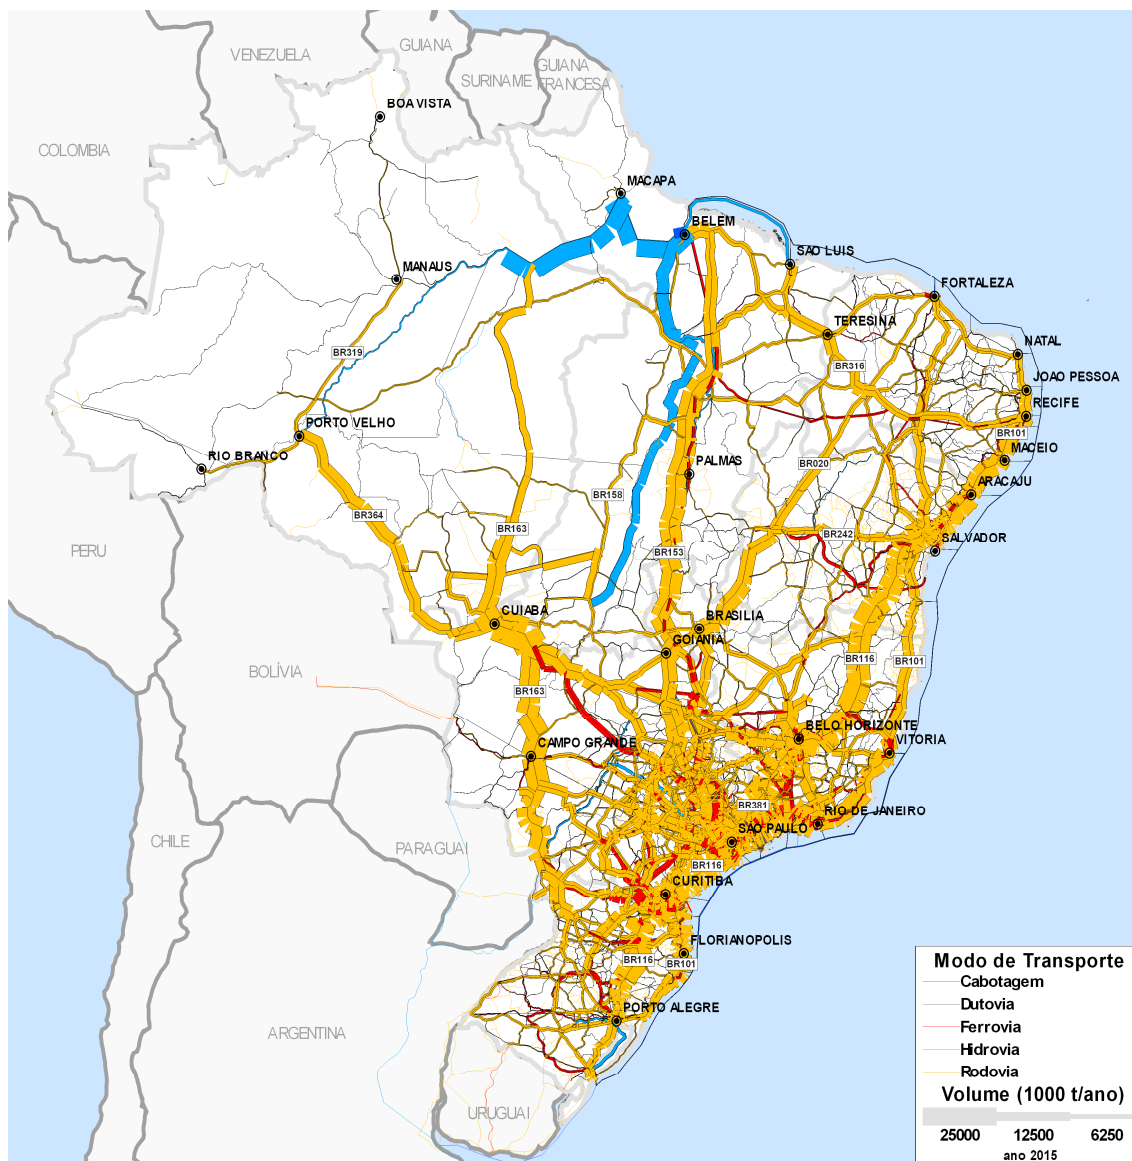 GUIANA
VENEZUELA
GUIANA
FRANCESA
SURINAME
BOA VISTA
COLOMBIA
MACAPA
BELEM
SAO LUIS
MANAUS
FORTALEZA
TERESINA
NATAL
BR319
BR316
JOAO PESSOA
RECIFE
PORTO VELHO
BR101
MACEIO
RIO BRANCO
PALMAS
BR020
ARACAJU
BR158
BR364
BR163
BR242
SALVADOR
PERU
BR153
CUIABA
BRASILIA
GOIANIA
BR116
BR101
BOLÍVIA
BR163
BELO HORIZONTE
CAMPO GRANDE
VITORIA
BR381
RIO DE JANEIRO
SAO PAULO
CHILE
PARAGUAI
BR116
CURITIBA
FLORIANOPOLIS
BR116
BR101
PORTO ALEGRE
ARGENTINA
URUGUAI
Modo de Transporte
Cabotagem
Dutovia
Ferrovia
Hidrovia
Rodovia
Volume (1000 t/ano)
25000 12500 6250
ano 2015